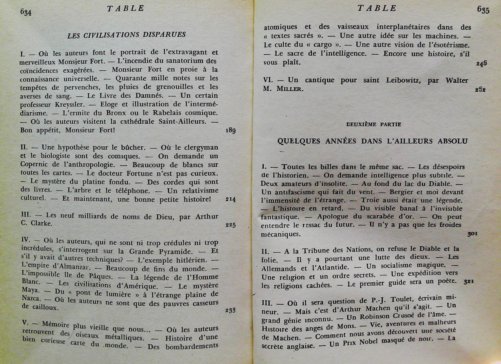 634
TABLE
LES CIVILISATIONS DISPARUES
I. — Où les auteurs font le portrait de l'extravagant et
merveilleux Monsieur Fort. — L'incendie du sanatorium des
coïncidences exagérées. — Monsieur Fort en proie à la
connaissance universelle. — Quarante mille notes sur les
tempêtes de pervenches, les pluies de grenouilles et les
averses de sang. — Le Livre des Damnés. — Un certain
professeur Kreyssler. — Eloge et illustration de l'intermé-
diarisme. — L'ermite du Bronx ou le Rabelais cosmique.
— Où les auteurs visitent la cathédrale Saint-Ailleurs. —
Bon appétit, Monsieur Fort!
189
II. — Une hypothèse pour le bûcher. — Où le clergyman
et le biologiste sont des comiques. — On demande un
Copernic de l'anthropologie. — Beaucoup de blancs sur
toutes les cartes. — Le docteur Fortune n'est pas curieux.
— Le mystère du platine fondu. — Des cordes qui sont
des livres. — L'arbre et le téléphone. — Un relativisme
culturel. — Et maintenant, une bonne petite histoire!
214
III. — Les neuf milliards de noms de Dieu, par Arthur
C. Clarke.
225
IV. — Où les auteurs, qui ne sont ni trop crédules ni trop
incrédules, s'interrogent sur la Grande Pyramide. — Et
s'il y avait d'autres techniques? — L'exemple hitlérien. —
L'empire d'Almanzar. — Beaucoup de fins du monde. —
L'impossible île de Pâques. — La légende de l'Homme
Blanc. — Les civilisations d'Amérique. — Le mystère
Maya. — Du « pont de lumière » à l'étrange plaine de
Nazca. — Où les auteurs ne sont que des pauvres casseurs
de cailloux.
233
V. — Mémoire plus vieille que nous... — Où les auteurs
retrouvent des oiseaux métalliques. — Histoire d'une
bien curieuse carte du monde. — Des bombardements
TABLE
635
atomiques et des vaisseaux interplanétaires dans des
« textes sacrés ». — Une autre idée sur les machines. —
Le culte du « cargo ». — Une autre vision de l'ésotérisme.
— Le sacre de l'intelligence. — Encore une histoire, s'il
vous plaît.
246
VI. — Un cantique pour saint Leibowitz, par Walter
M. MILLER.
262
DEUXIÈME PARTIE
QUELQUES ANNÉES DANS L'AILLEURS ABSOLU
I. — Toutes les billes dans le même sac. — Les désespoirs
de l'historien. — On demande intelligence plus subtile. —
Deux amateurs d'insolite. — Au fond du lac du Diable. —
Un antifascisme qui fait du vent. — Bergier et moi devant
l'immensité de l'étrange. — Troie aussi était une légende.
— L'histoire en retard. — Du visible banal à l'invisible
fantastique. — Apologue du scarabée d'or. — On peut
entendre le ressac du futur. — Il n'y a pas que les froides
mécaniques.
301
II. — A la Tribune des Nations, on refuse le Diable et la
folie. — Il y a pourtant une lutte des dieux. — Les
Allemands et l'Atlantide. — Un socialisme magique. —
Une religion et un ordre secrets. — Une expédition vers
les régions cachées. — Le premier guide sera un poète.
321
III. — Où il sera question de P.-J. Toulet, écrivain mi-
neur. — Mais c'est d'Arthur Machen qu'il s'agit. — Un
grand génie inconnu. — Un Robinson Crusoé de l'âme. —
Histoire des anges de Mons. — Vie, aventures et malheurs
de Machen. — Comment nous avons découvert une société
secrète anglaise. — Un Prix Nobel masqué de noir. — La